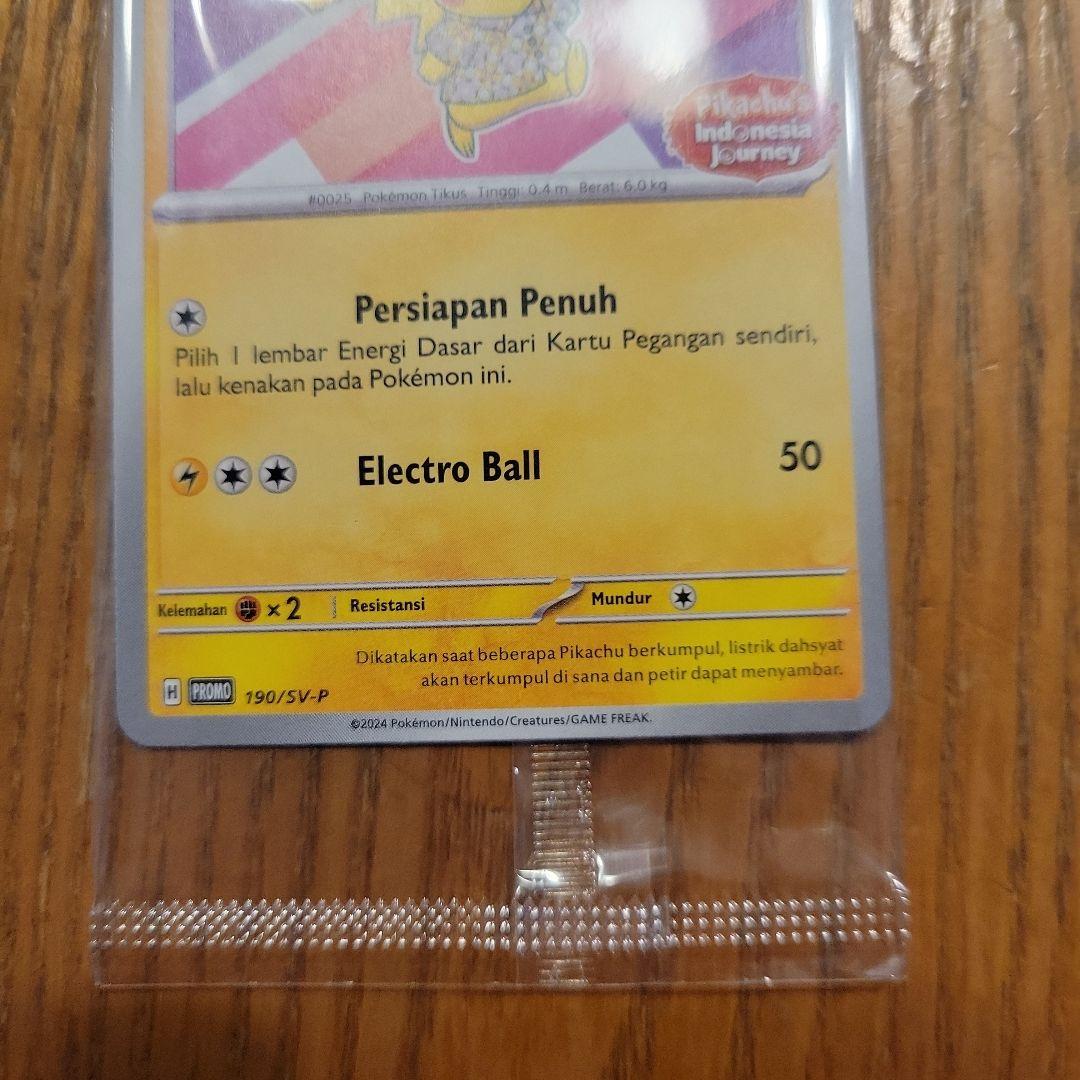 Pikachu's
Indonesia
Journey
#0025 Pokémon Tikus Tinggi: 0.4 m Berat: 6.0 kg
Persiapan Penuh
Pilih 1 lembar Energi Dasar dari Kartu Pegangan sendiri,
lalu kenakan pada Pokémon ini.
Electro Ball 50
Kelemahan ×2 Resistansi Mundur
Dikatakan saat beberapa Pikachu berkumpul, listrik dahsyat
akan terkumpul di sana dan petir dapat menyambar.
H PROMO 190/SV-P
©2024 Pokémon/Nintendo/Creatures/GAME FREAK.